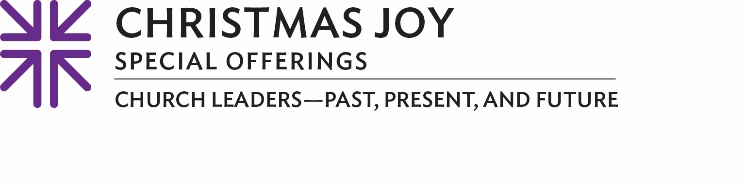 CHRISTMAS JOY
SPECIAL OFFERINGS
CHURCH LEADERS—PAST, PRESENT, AND FUTURE